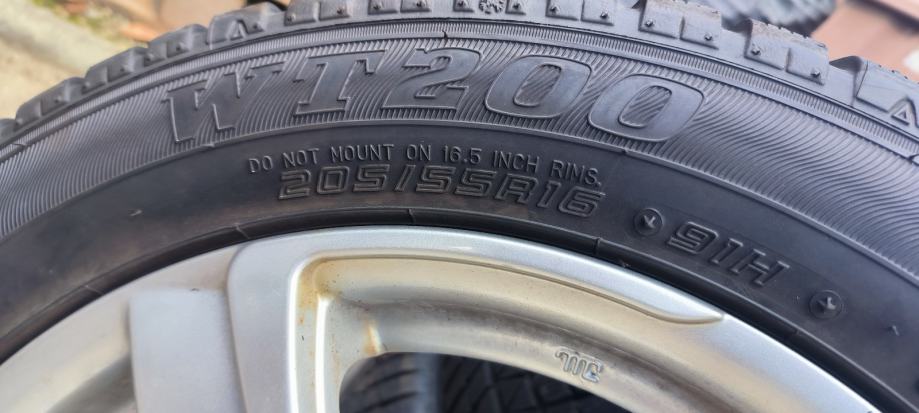 WT200
DO NOT MOUNT ON 16.5 INCH RIMS.
205/55R16
91H